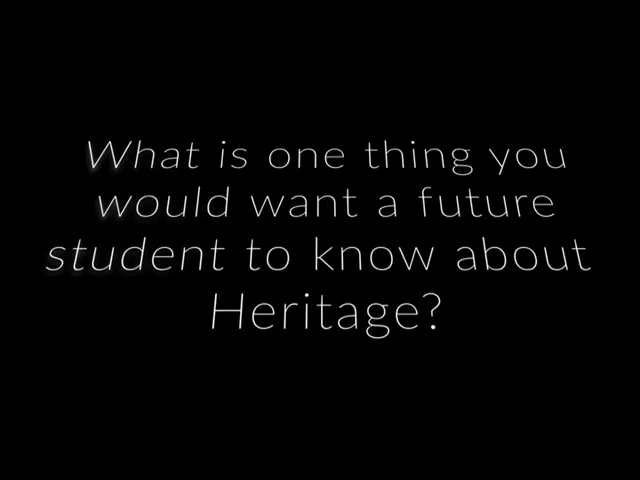 What is one thing you
would want a future
student to know about
Heritage?